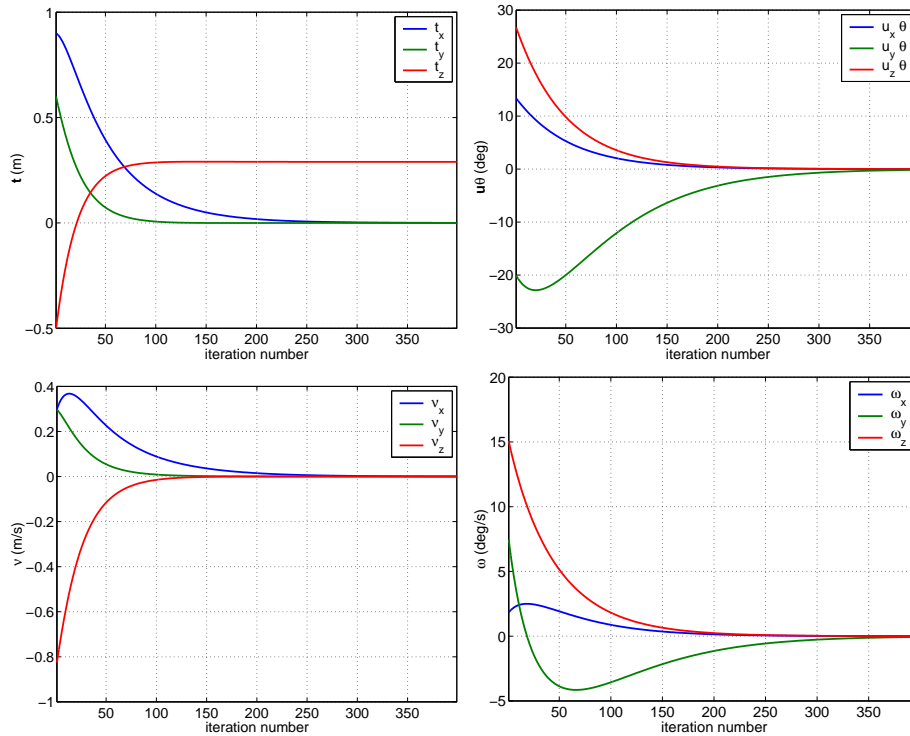 1
0.5
0
−0.5
t (m)
50 100 150 200 250 300 350
iteration number
t_x
t_y
t_z
30
20
10
0
−10
−20
−30
uθ (deg)
50 100 150 200 250 300 350
iteration number
u_x θ
u_y θ
u_z θ
0.4
0.2
0
−0.2
−0.4
−0.6
−0.8
−1
ν (m/s)
50 100 150 200 250 300 350
iteration number
ν_x
ν_y
ν_z
20
15
10
5
0
−5
ω (deg/s)
50 100 150 200 250 300 350
iteration number
ω_x
ω_y
ω_z